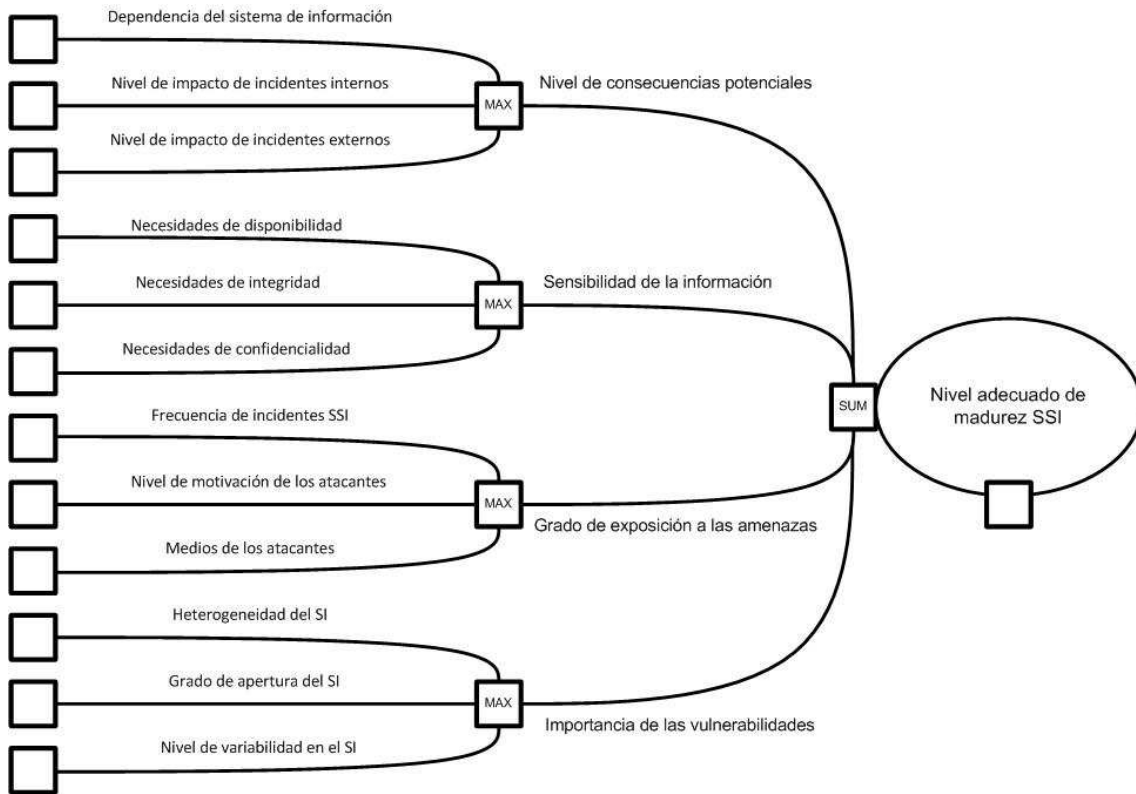 Dependencia del sistema de información
Nivel de impacto de incidentes internos
MAX
Nivel de consecuencias potenciales
Nivel de impacto de incidentes externos
Necesidades de disponibilidad
Necesidades de integridad
MAX
Sensibilidad de la información
Necesidades de confidencialidad
SUM
Nivel adecuado de
madurez SSI
Frecuencia de incidentes SSI
Nivel de motivación de los atacantes
MAX
Grado de exposición a las amenazas
Medios de los atacantes
Heterogeneidad del SI
Grado de apertura del SI
MAX
Importancia de las vulnerabilidades
Nivel de variabilidad en el SI